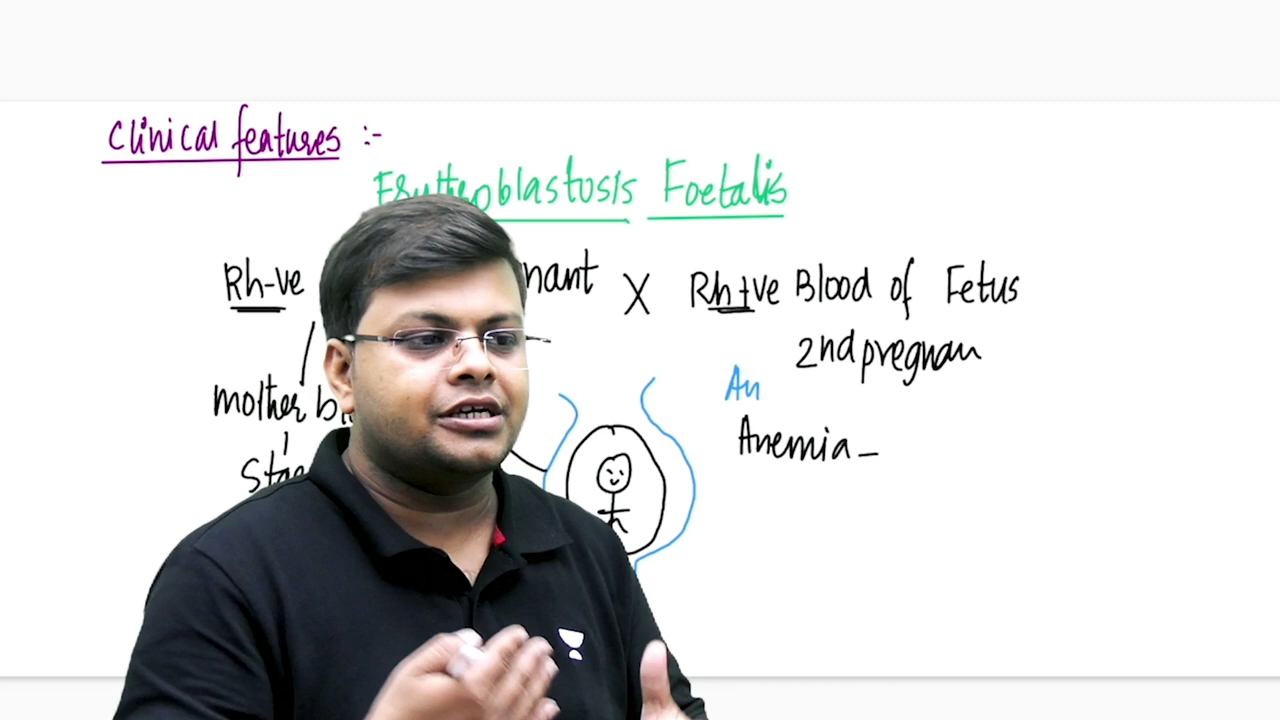 Clinical features :-
Erythroblastosis Foetalis
Rh-ve nant X Rh+ve Blood of Fetus
2nd pregnan
mother b
An
Anemia -